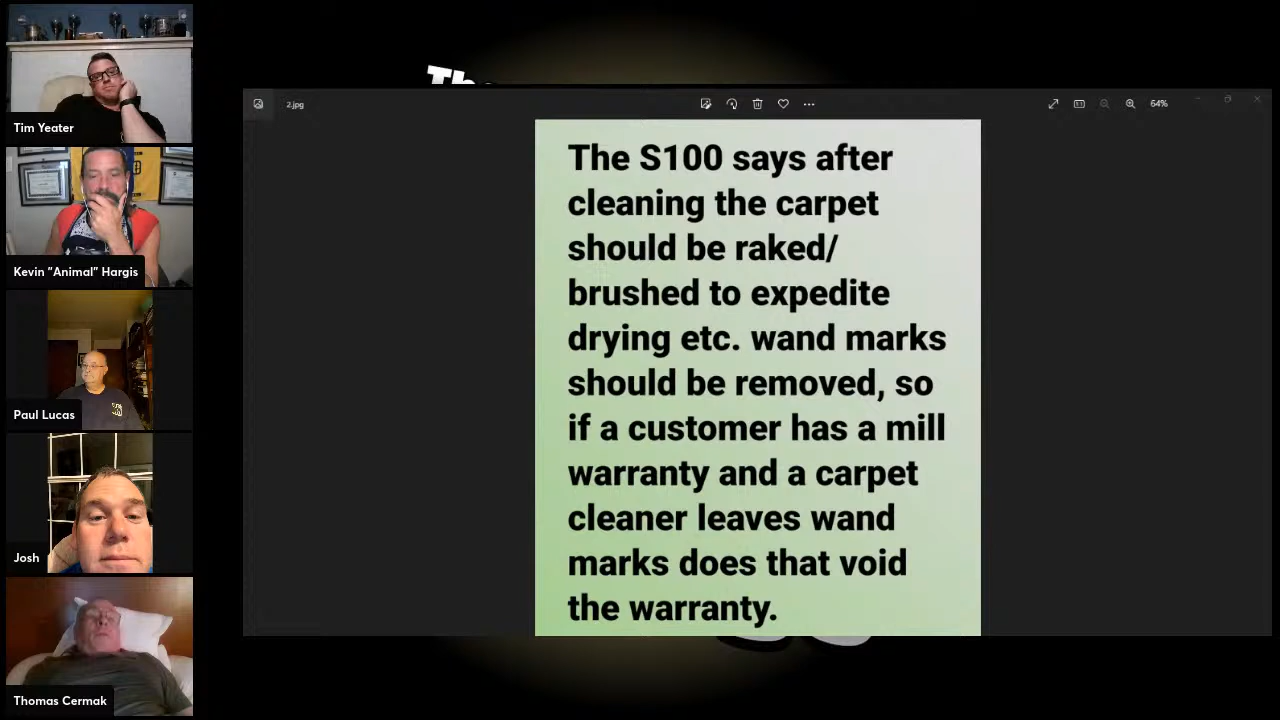 Tim Yeater
Kevin "Animal" Hargis
Paul Lucas
Josh
Thomas Cermak
The
2.jpg
64%
The S100 says after
cleaning the carpet
should be raked/
brushed to expedite
drying etc. wand marks
should be removed, so
if a customer has a mill
warranty and a carpet
cleaner leaves wand
marks does that void
the warranty.